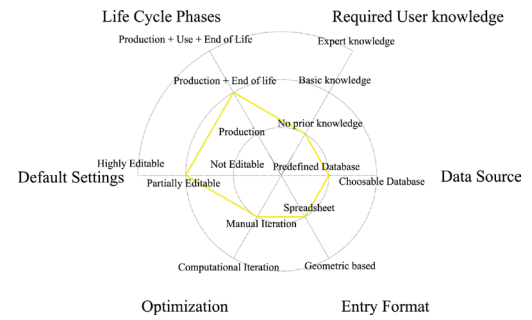 Life Cycle Phases
Required User knowledge
Production + Use + End of Life
Expert knowledge
Production + End of life
Basic knowledge
Production
No prior knowledge
Highly Editable
Not Editable
Predefined Database
Default Settings
Partially Editable
Choosable Database
Data Source
Spreadsheet
Manual Iteration
Computational Iteration
Geometric based
Optimization
Entry Format